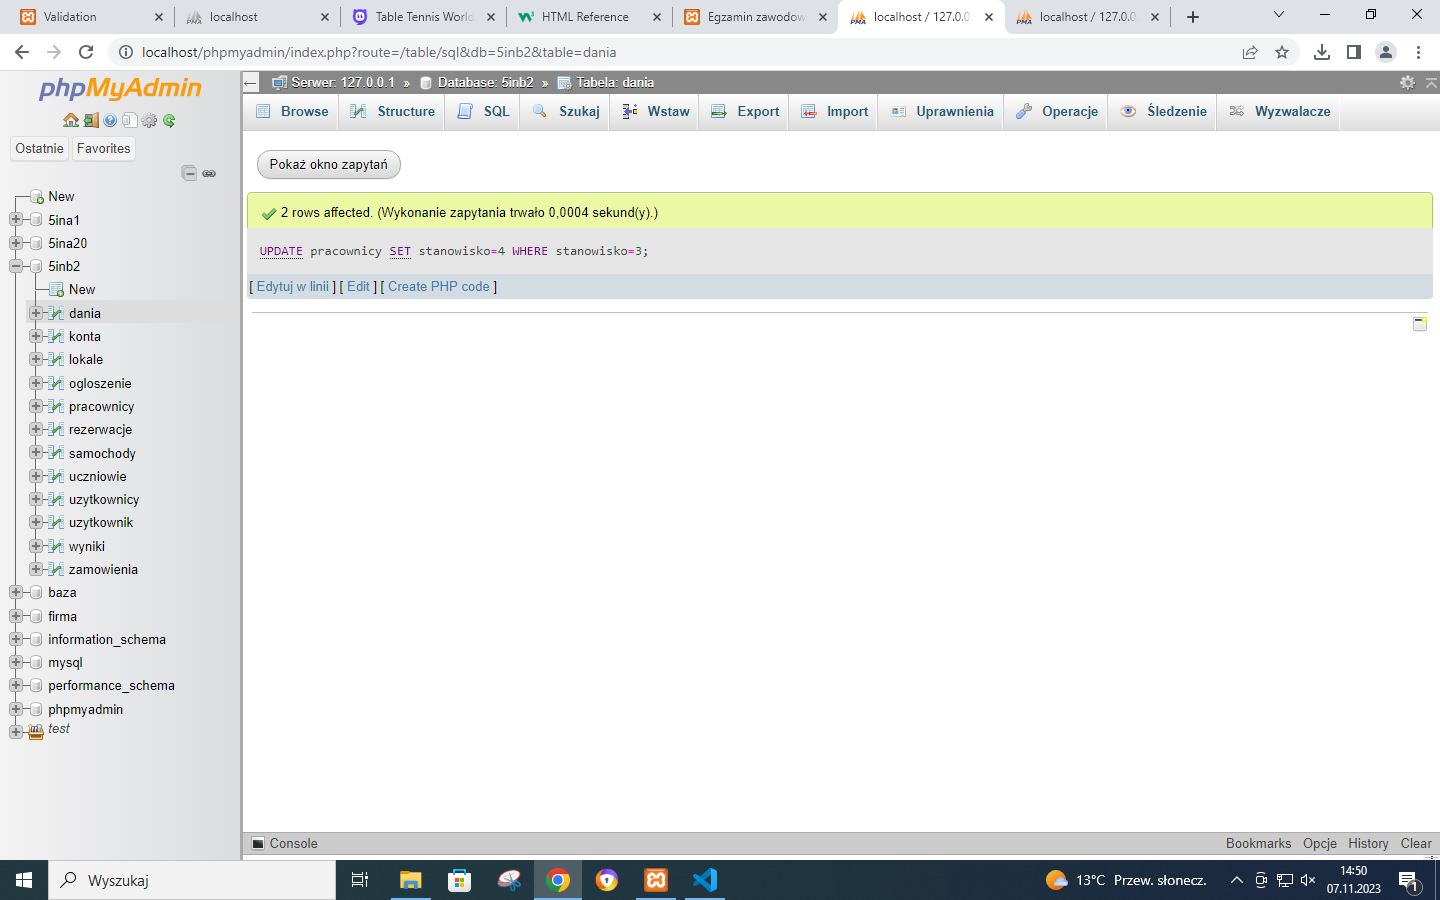 Validation
localhost
Table Tennis World
HTML Reference
Egzamin zawodow
localhost / 127.0.0
localhost / 127.0.0
localhost/phpmyadmin/index.php?route=/table/sql&db=5inb2&table=dania
phpMyAdmin
Ostatnie Favorites
New
5ina1
5ina20
5inb2
New
dania
konta
lokale
ogloszenie
pracownicy
rezerwacje
samochody
uczniowie
uzytkownicy
uzytkownik
wyniki
zamowienia
baza
firma
information_schema
mysql
performance_schema
phpmyadmin
test
Serwer: 127.0.0.1 » Database: 5inb2 » Tabela: dania
Browse Structure SQL Szukaj Wstaw Export Import Uprawnienia Operacje Śledzenie Wyzwalacze
Pokaż okno zapytań
2 rows affected. (Wykonanie zapytania trwało 0,0004 sekund(y).)
UPDATE pracownicy SET stanowisko=4 WHERE stanowisko=3;
[ Edytuj w linii ] [ Edit ] [ Create PHP code ]
Console Bookmarks Opcje History Clear
Wyszukaj
13°C Przew. słonecz.
14:50
07.11.2023
1